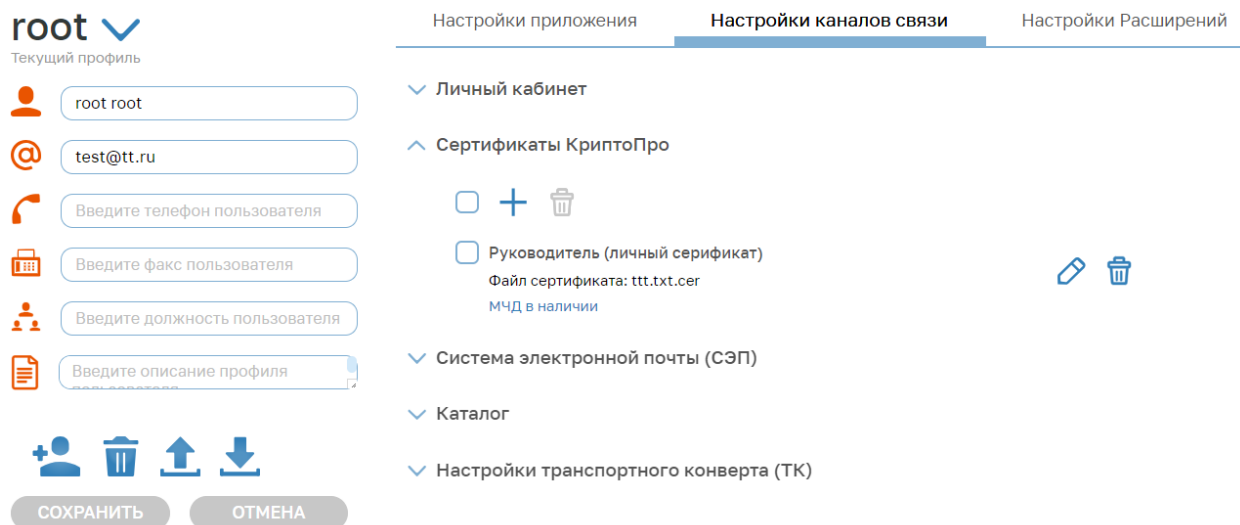 root
Текущий профиль
root root
test@tt.ru
Введите телефон пользователя
Введите факс пользователя
Введите должность пользователя
Введите описание профиля
пользователя
СОХРАНИТЬ ОТМЕНА
Настройки приложения Настройки каналов связи Настройки Расширений
Личный кабинет
Сертификаты КриптоПро
Руководитель (личный серификат)
Файл сертификата: ttt.txt.cer
МЧД в наличии
Система электронной почты (СЭП)
Каталог
Настройки транспортного конверта (ТК)